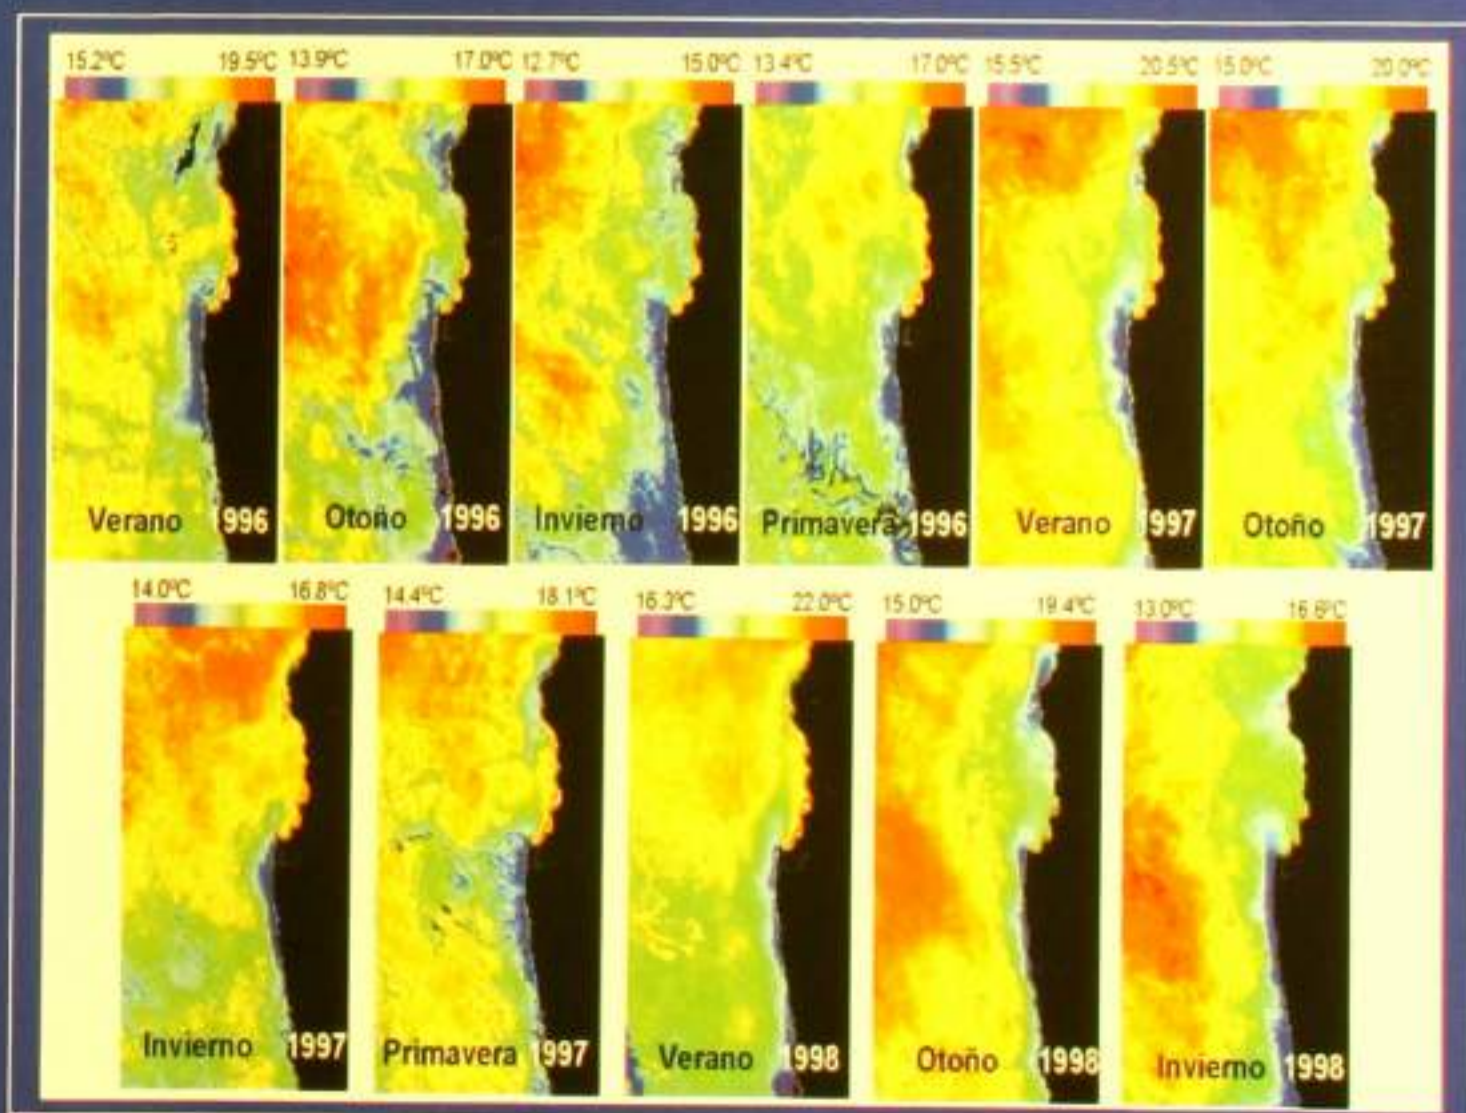 15.2ºC 19.5ºC 13.9ºC 17.0ºC 12.7ºC 15.0ºC 13.4ºC 17.0ºC 15.5ºC 20.5ºC 15.0ºC 20.0ºC
Verano 1996 Otoño 1996 Invierno 1996 Primavera 1996 Verano 1997 Otoño 1997
14.0ºC 16.8ºC 14.4ºC 18.1ºC 16.3ºC 22.0ºC 15.0ºC 19.4ºC 13.0ºC 16.6ºC
Invierno 1997 Primavera 1997 Verano 1998 Otoño 1998 Invierno 1998